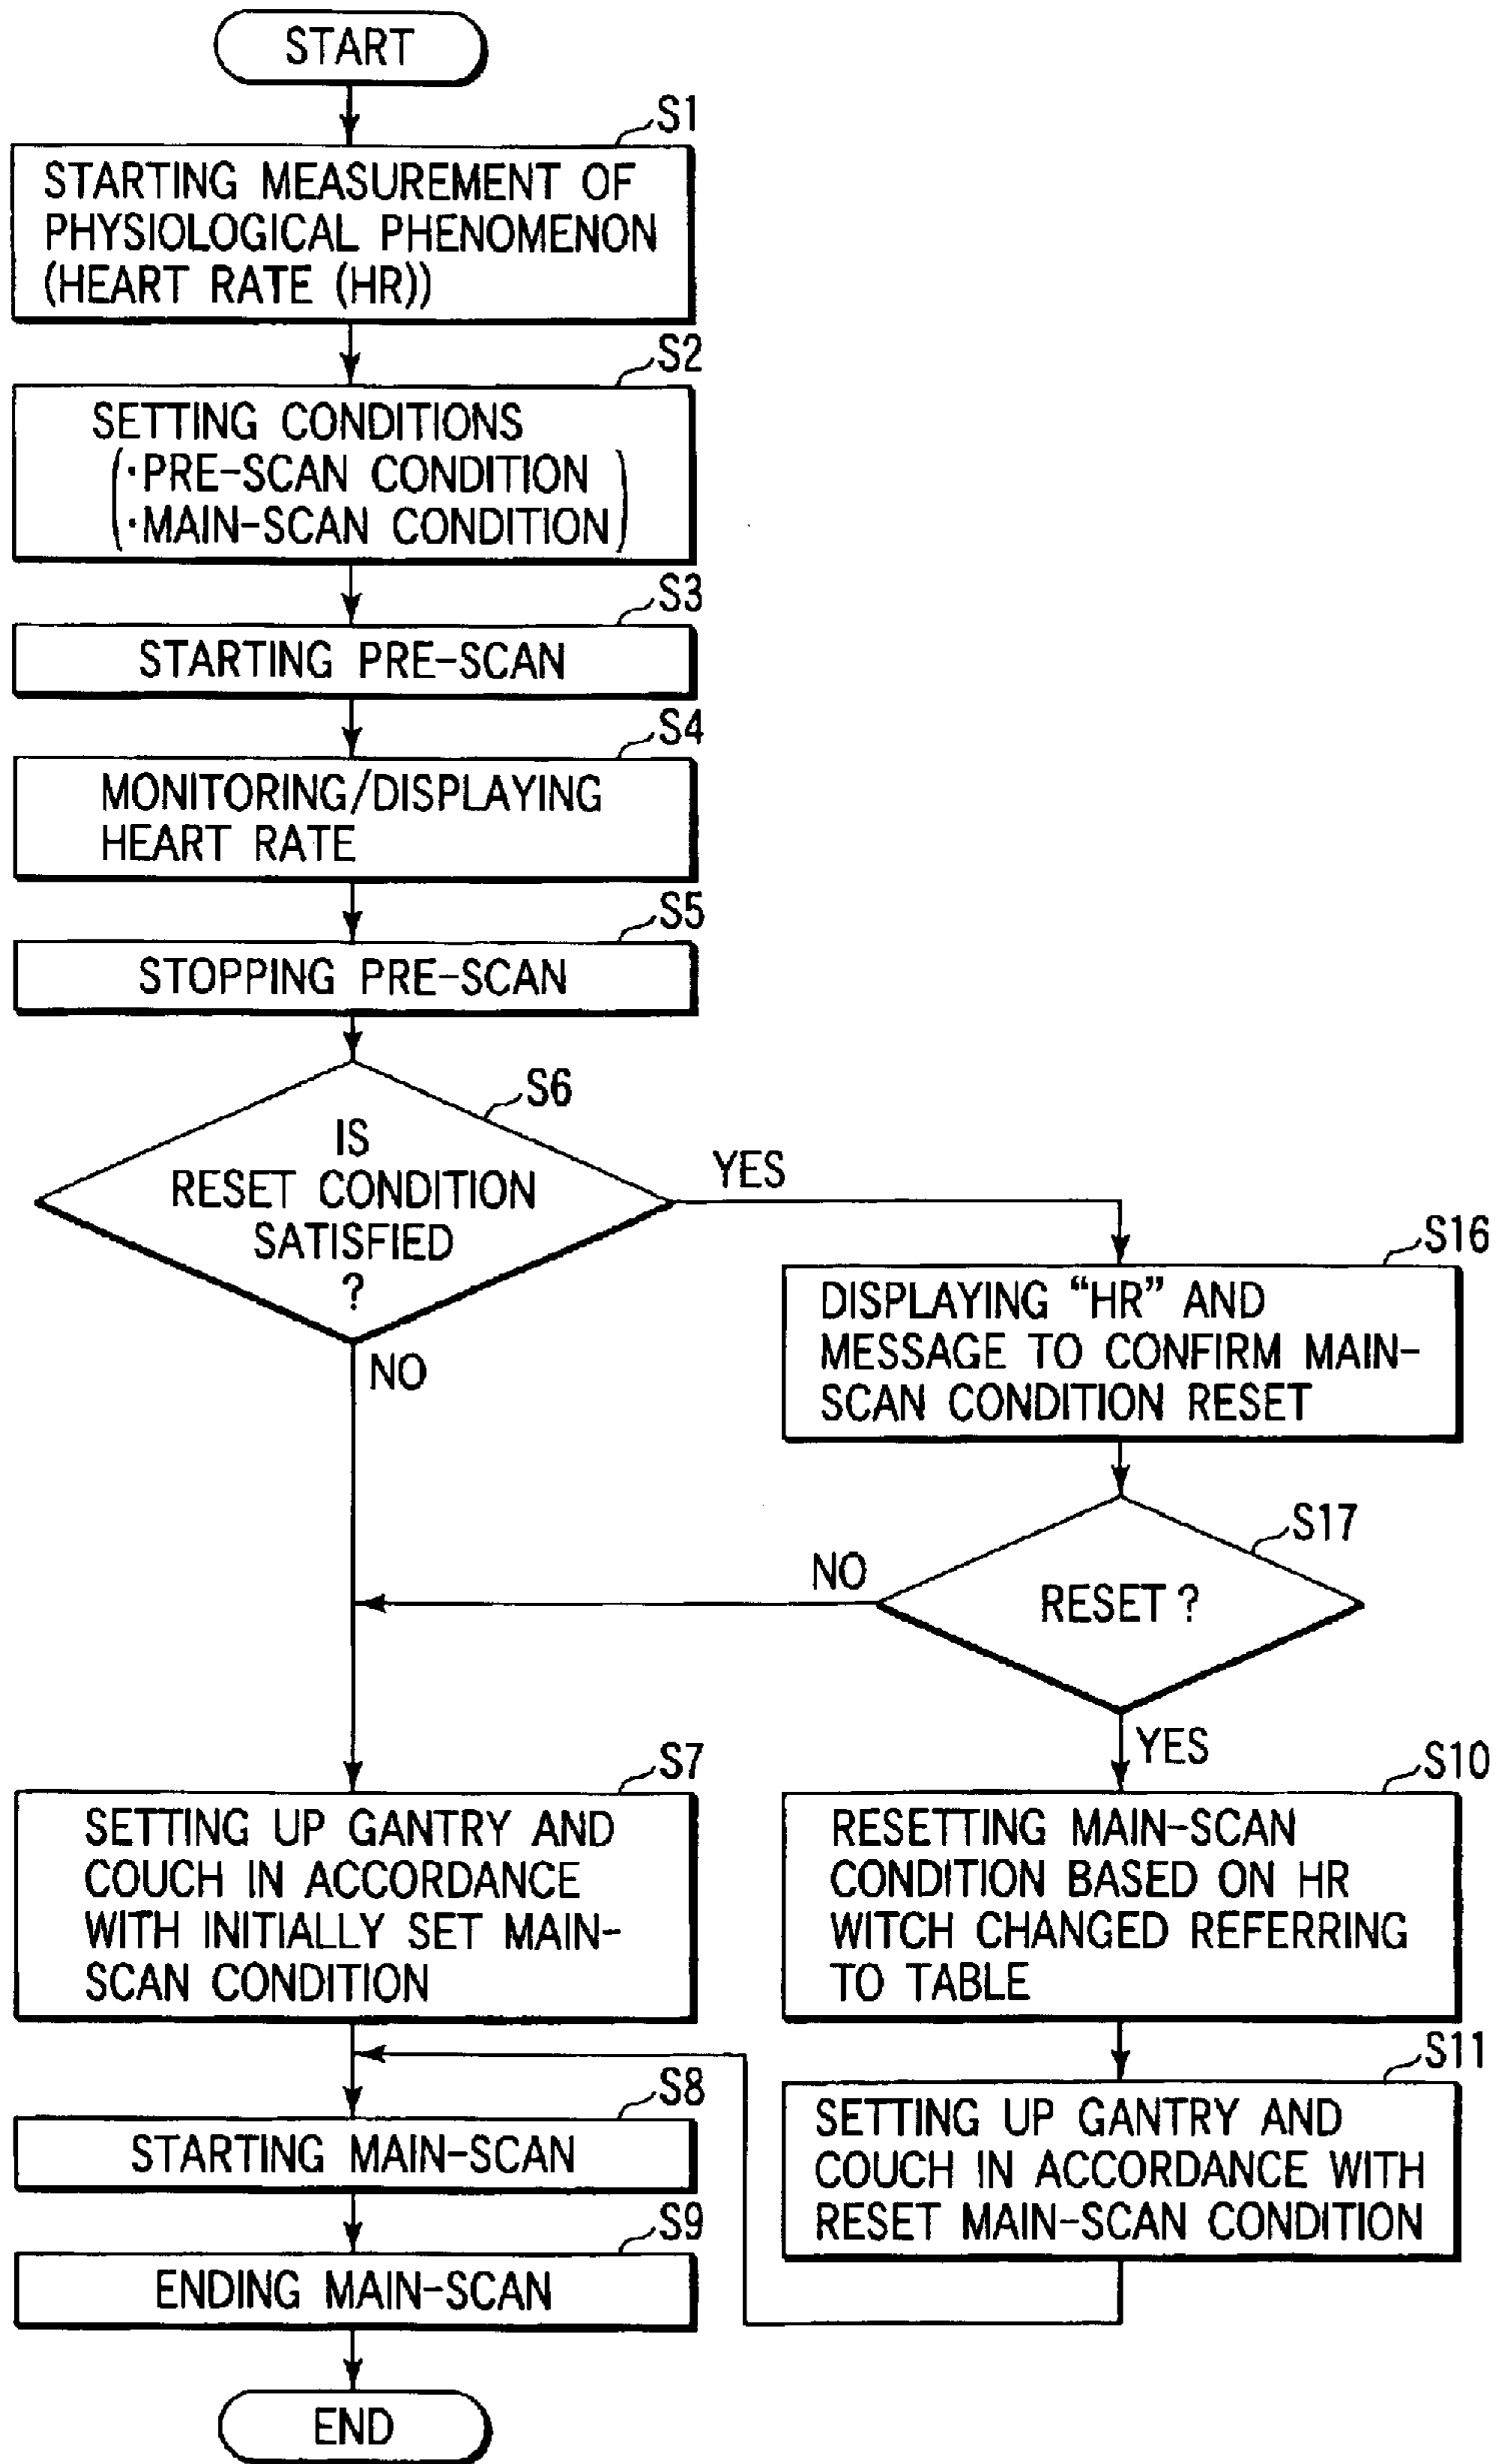 START
S1
STARTING MEASUREMENT OF
PHYSIOLOGICAL PHENOMENON
(HEART RATE (HR))
S2
SETTING CONDITIONS
(·PRE-SCAN CONDITION
·MAIN-SCAN CONDITION)
S3
STARTING PRE-SCAN
S4
MONITORING/DISPLAYING
HEART RATE
S5
STOPPING PRE-SCAN
S6
IS
RESET CONDITION
SATISFIED
?
YES
NO
S16
DISPLAYING “HR” AND
MESSAGE TO CONFIRM MAIN-
SCAN CONDITION RESET
S17
RESET ?
NO
YES
S7
SETTING UP GANTRY AND
COUCH IN ACCORDANCE
WITH INITIALLY SET MAIN-
SCAN CONDITION
S10
RESETTING MAIN-SCAN
CONDITION BASED ON HR
WITCH CHANGED REFERRING
TO TABLE
S11
SETTING UP GANTRY AND
COUCH IN ACCORDANCE WITH
RESET MAIN-SCAN CONDITION
S8
STARTING MAIN-SCAN
S9
ENDING MAIN-SCAN
END